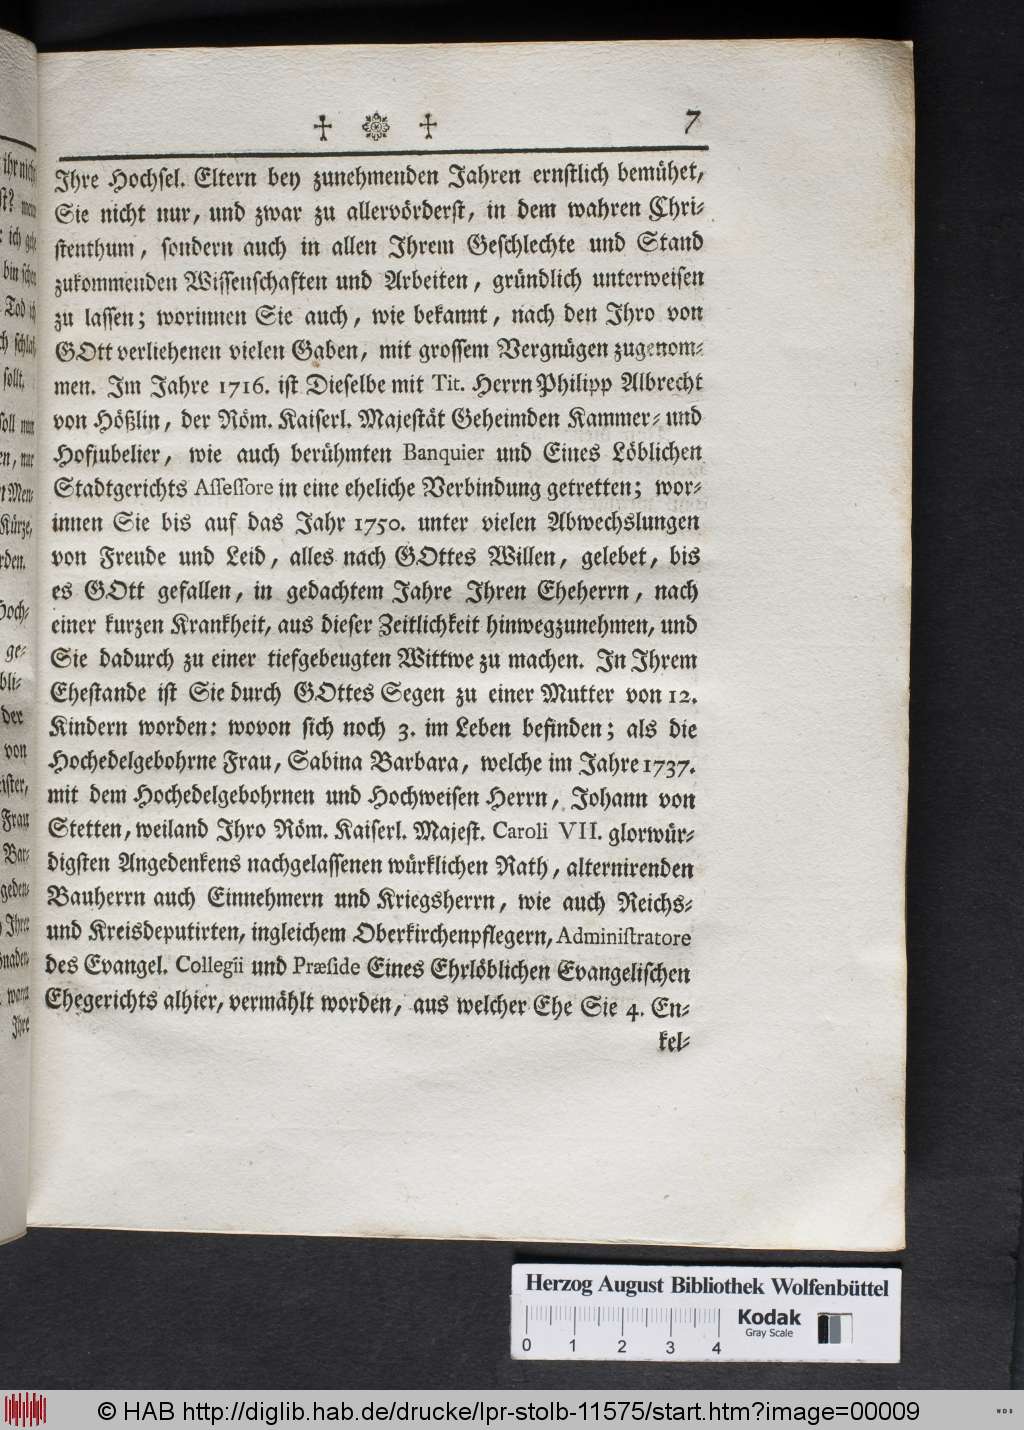 7
Ihre Hochsel. Eltern bey zunehmenden Jahren ernstlich bemühet,
Sie nicht nur, und zwar zu allervörderst, in dem wahren Chri-
stenthum, sondern auch in allen Ihrem Geschlechte und Stand
zukommenden Wissenschaften und Arbeiten, gründlich unterweisen
zu lassen; worinnen Sie auch, wie bekannt, nach den Ihro von
GOtt verliehenen vielen Gaben, mit grossem Vergnügen zugenom-
men. Im Jahre 1716. ist Dieselbe mit Tit. Herrn Philipp Albrecht
von Hößlin, der Röm. Kaiserl. Majestät Geheimden Kammer- und
Hofjubelier, wie auch berühmten Banquier und Eines Löblichen
Stadtgerichts Assessore in eine eheliche Verbindung getretten; wor-
innen Sie bis auf das Jahr 1750. unter vielen Abwechslungen
von Freude und Leid, alles nach GOttes Willen, gelebet, bis
es GOtt gefallen, in gedachtem Jahre Ihren Eheherrn, nach
einer kurzen Krankheit, aus dieser Zeitlichkeit hinwegzunehmen, und
Sie dadurch zu einer tiefgebeugten Wittwe zu machen. In Ihrem
Ehestande ist Sie durch GOttes Segen zu einer Mutter von 12.
Kindern worden: wovon sich noch 3. im Leben befinden; als die
Hochedelgebohrne Frau, Sabina Barbara, welche im Jahre 1737.
mit dem Hochedelgebohrnen und Hochweisen Herrn, Johann von
Stetten, weiland Ihro Röm. Kaiserl. Majest. Caroli VII. glorwür-
digsten Angedenkens nachgelassenen würklichen Rath, alternirenden
Bauherrn auch Einnehmern und Kriegsherrn, wie auch Reichs-
und Kreisdeputirten, ingleichem Oberkirchenpflegern, Administratore
des Evangel. Collegii und Præside Eines Ehrlöblichen Evangelischen
Ehegerichts alhier, vermählt worden, aus welcher Ehe Sie 4. En-
kel-
Herzog August Bibliothek Wolfenbüttel
0 1 2 3 4
Kodak
Gray Scale
© HAB http://diglib.hab.de/drucke/lpr-stolb-11575/start.htm?image=00009